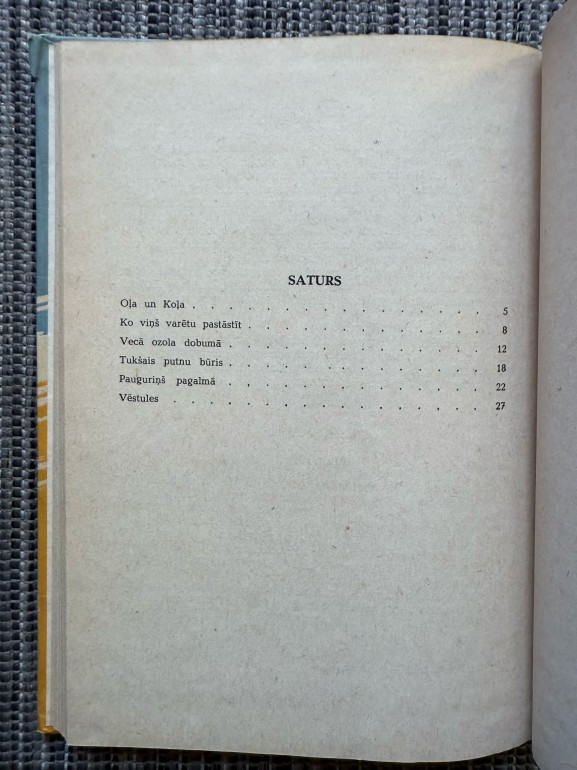 SATURS
Oļa un Koļa . . . . . . . . . . . . . . . . 5
Ko viņš varētu pastāstīt . . . . . . . . . . . . . 8
Vecā ozola dobumā . . . . . . . . . . . . . . 12
Tukšais putnu būris . . . . . . . . . . . . . . 18
Pauguriņš pagalmā . . . . . . . . . . . . . . 22
Vēstules . . . . . . . . . . . . . . . . . 27